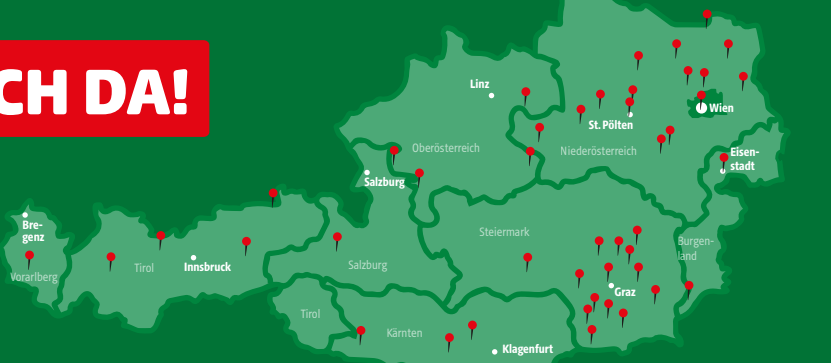 CH DA!
Linz
Wien
St. Pölten
Oberösterreich
Niederösterreich
Eisen-
stadt
Salzburg
Bre-
genz
Steiermark
Burgen-
land
Vorarlberg
Tirol
Innsbruck
Salzburg
Graz
Tirol
Kärnten
Klagenfurt